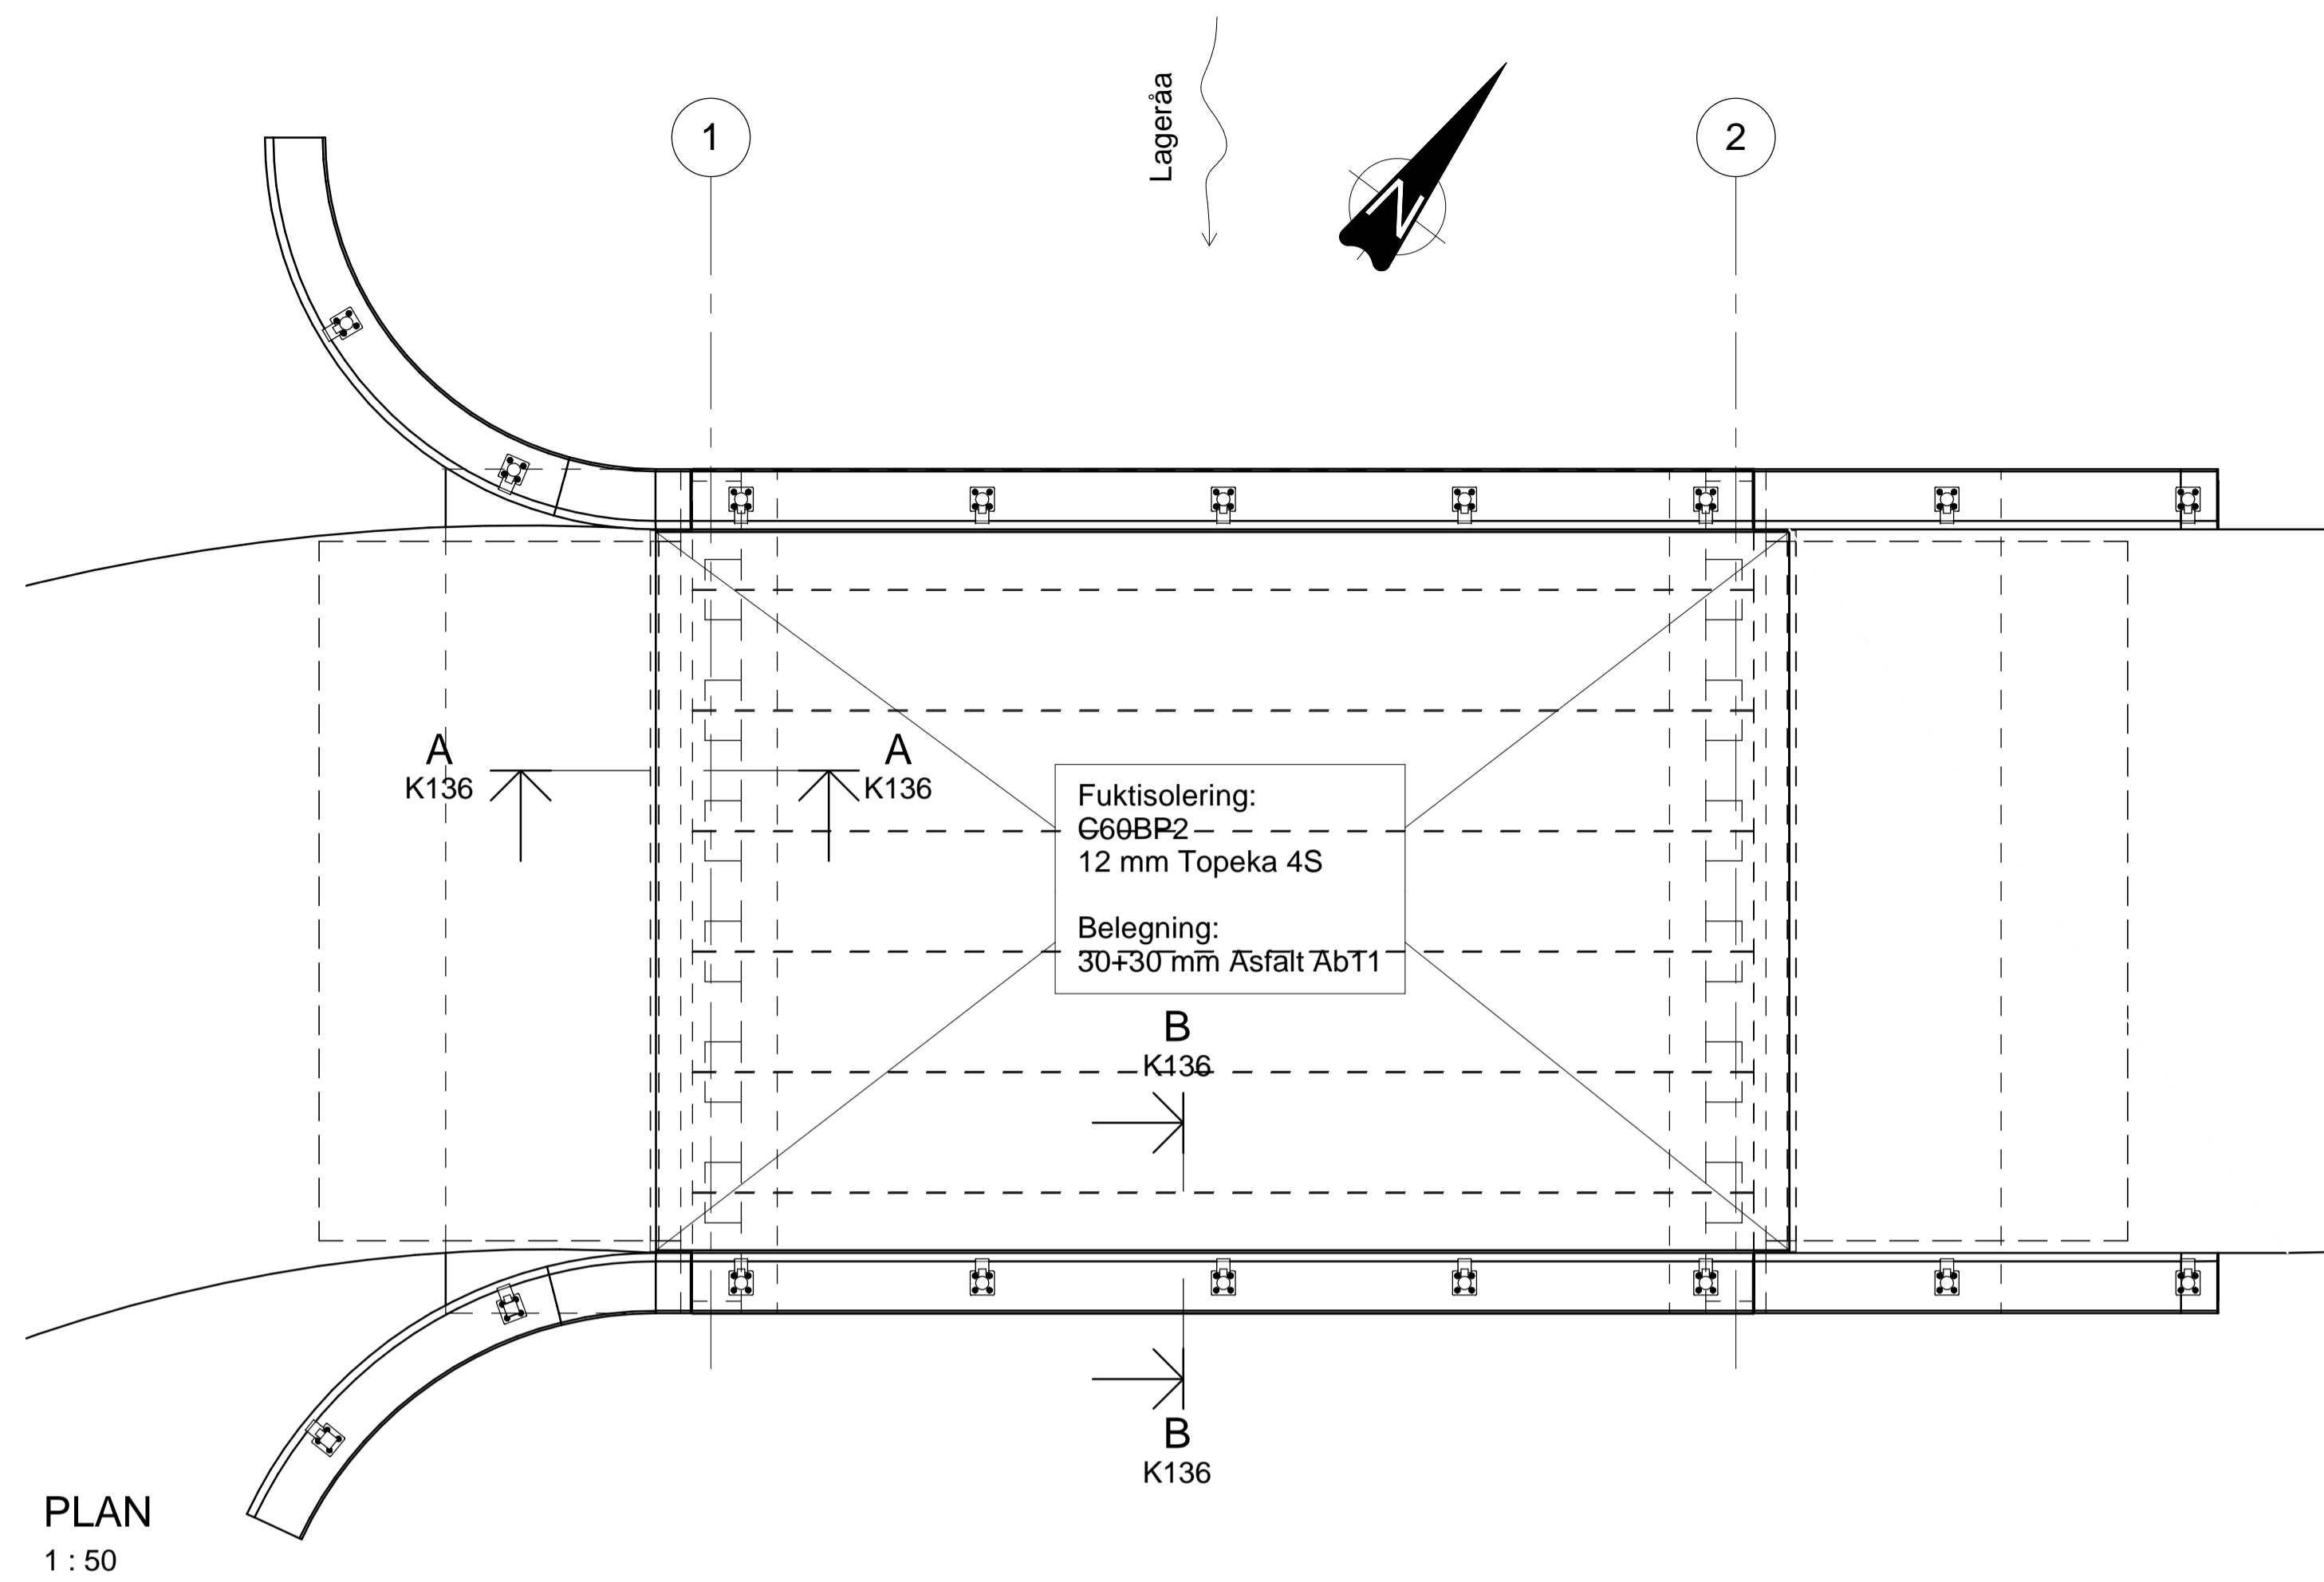 Lageråa
1
2
N
A
K136
A
K136
Fuktisolering:
C60BP2
12 mm Topeka 4S
Belegning:
30+30 mm Asfalt Ab11
B
K136
B
K136
PLAN
1 : 50